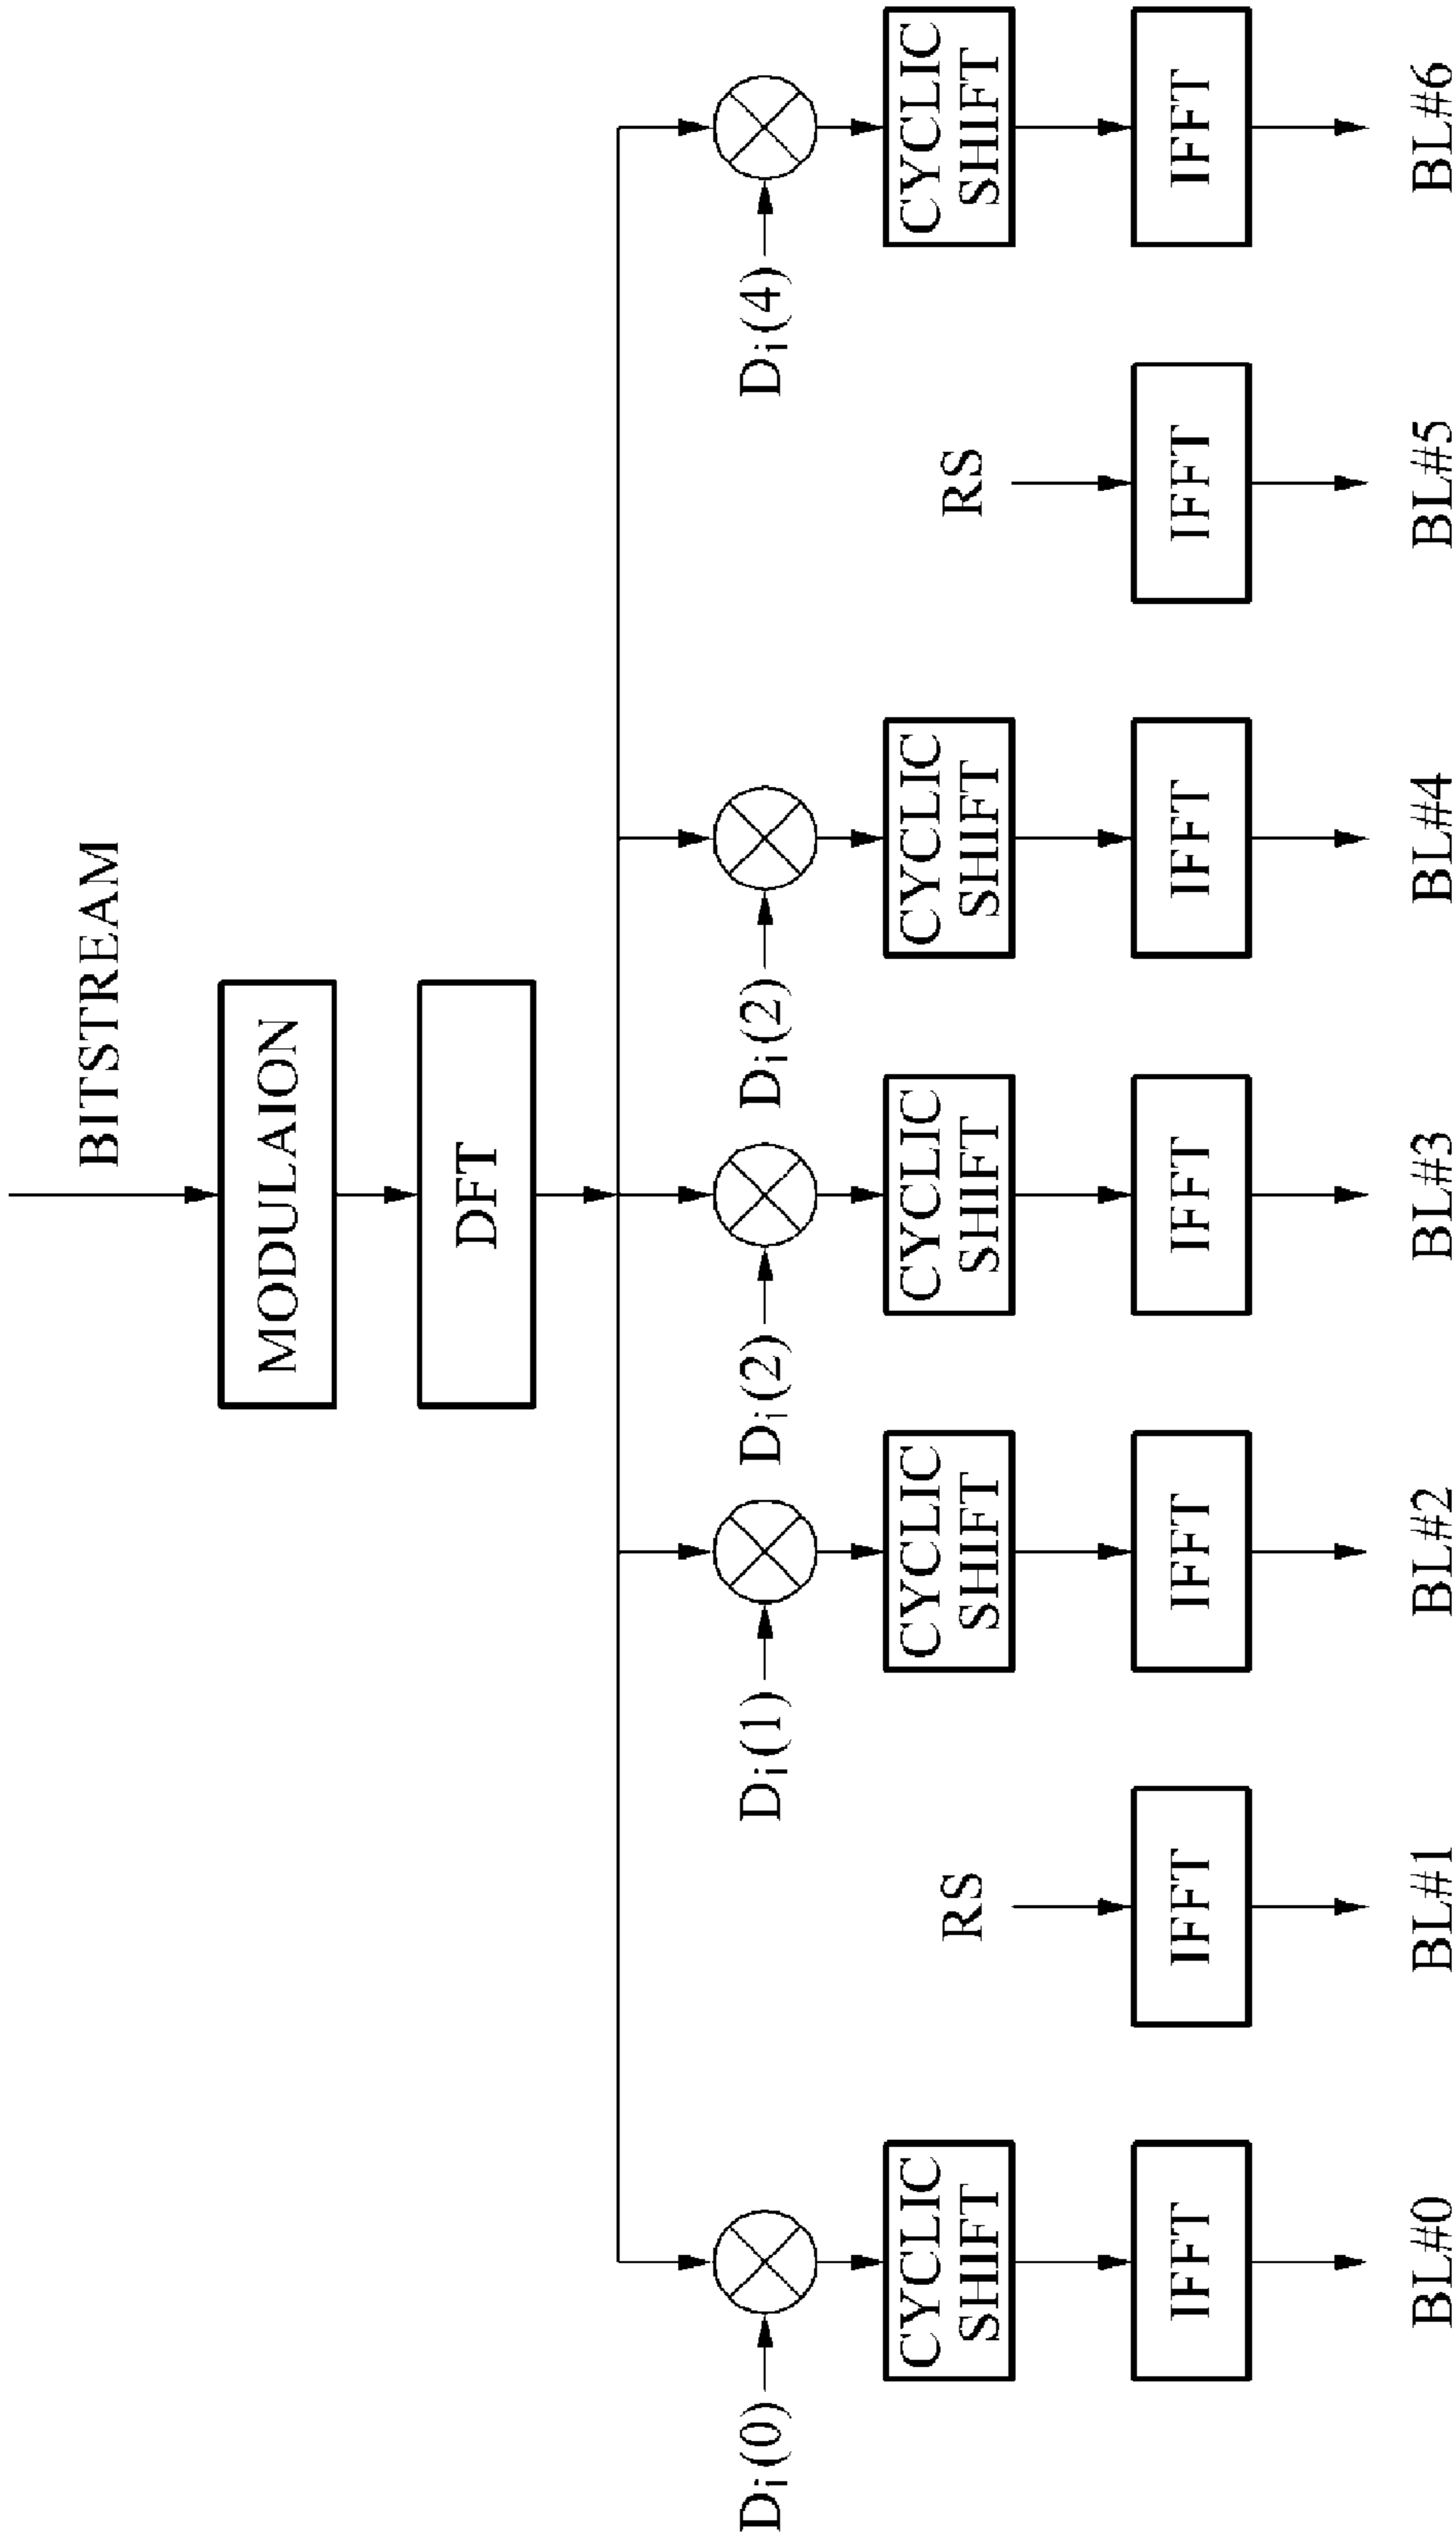 BITSTREAM
MODULAION
DFT
Di(0)
Di(1)
Di(2)
Di(2)
Di(4)
CYCLIC
SHIFT
RS
CYCLIC
SHIFT
CYCLIC
SHIFT
CYCLIC
SHIFT
RS
CYCLIC
SHIFT
IFFT
IFFT
IFFT
IFFT
IFFT
IFFT
IFFT
BL#0
BL#1
BL#2
BL#3
BL#4
BL#5
BL#6